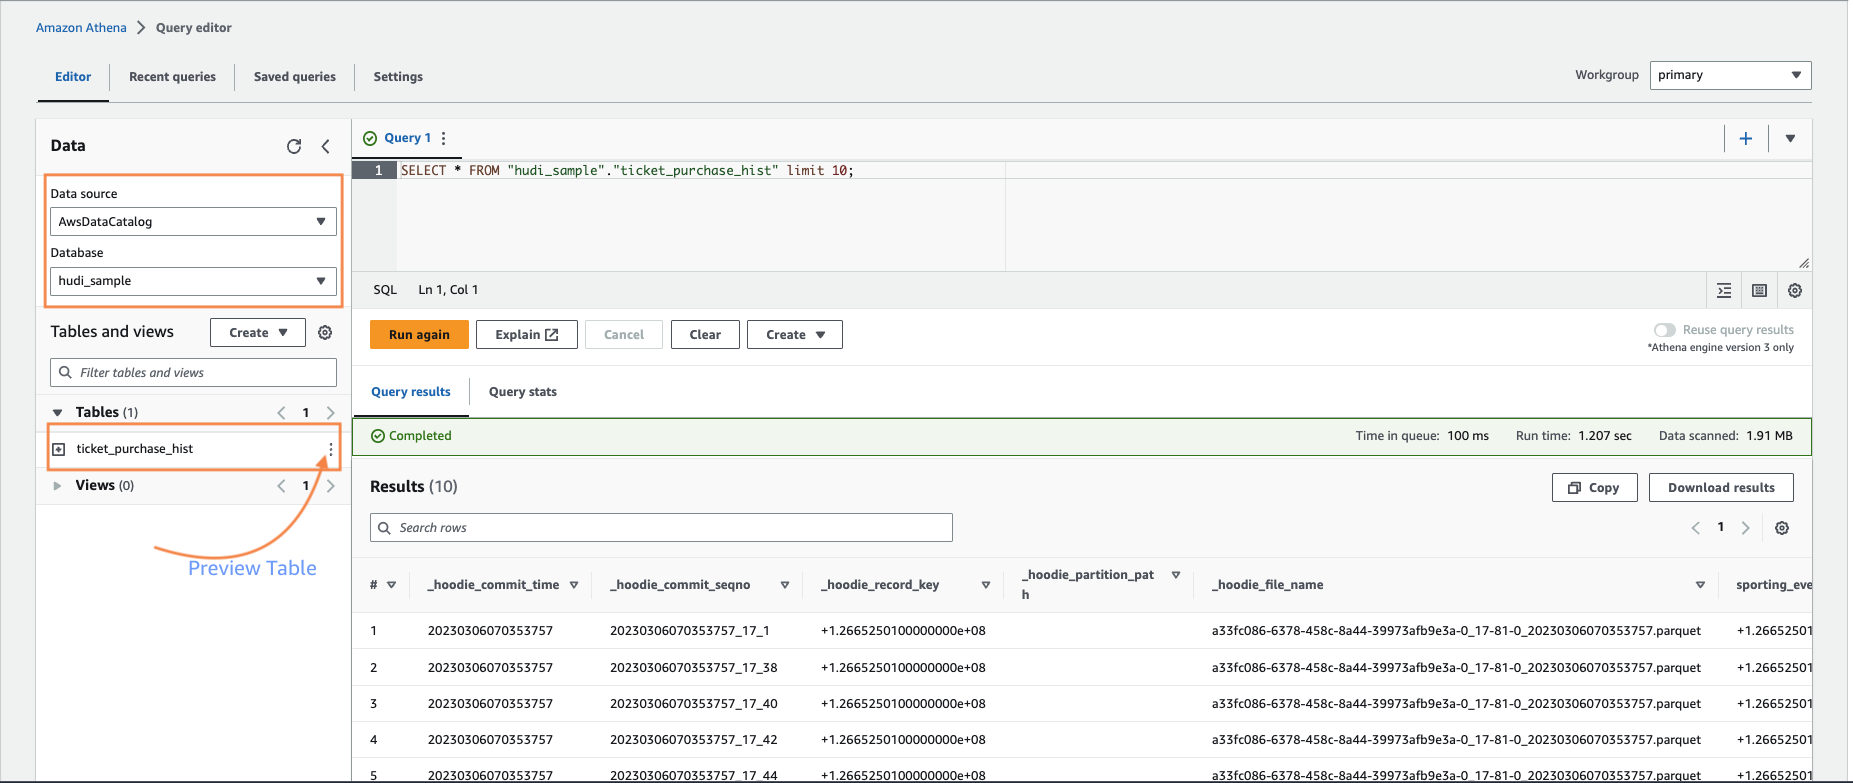 Amazon Athena > Query editor
Editor Recent queries Saved queries Settings
Workgroup primary
Data
Data source
AwsDataCatalog
Database
hudi_sample
Tables and views Create
Filter tables and views
Tables (1) < 1 >
ticket_purchase_hist
Views (0) < 1 >
Preview Table
Query 1
1 SELECT * FROM "hudi_sample"."ticket_purchase_hist" limit 10;
SQL Ln 1, Col 1
Run again Explain Cancel Clear Create
Reuse query results
*Athena engine version 3 only
Query results Query stats
Completed Time in queue: 100 ms Run time: 1.207 sec Data scanned: 1.91 MB
Results (10) Copy Download results
Search rows < 1 >
# _hoodie_commit_time _hoodie_commit_seqno _hoodie_record_key _hoodie_partition_pat
h _hoodie_file_name sporting_eve
1 20230306070353757 20230306070353757_17_1 +1.2665250100000000e+08 a33fc086-6378-458c-8a44-39973afb9e3a-0_17-81-0_20230306070353757.parquet +1.26652501
2 20230306070353757 20230306070353757_17_38 +1.2665250100000000e+08 a33fc086-6378-458c-8a44-39973afb9e3a-0_17-81-0_20230306070353757.parquet +1.26652501
3 20230306070353757 20230306070353757_17_40 +1.2665250100000000e+08 a33fc086-6378-458c-8a44-39973afb9e3a-0_17-81-0_20230306070353757.parquet +1.26652501
4 20230306070353757 20230306070353757_17_42 +1.2665250100000000e+08 a33fc086-6378-458c-8a44-39973afb9e3a-0_17-81-0_20230306070353757.parquet +1.26652501
5 20230306070353757 20230306070353757_17_44 +1.2665250100000000e+08 a33fc086-6378-458c-8a44-39973afb9e3a-0_17-81-0_20230306070353757.parquet +1.26652501